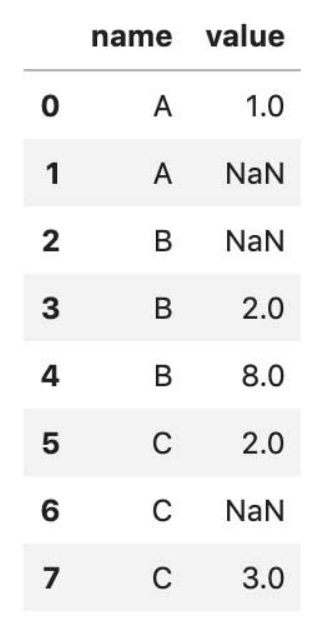 name value
0 A 1.0
1 A NaN
2 B NaN
3 B 2.0
4 B 8.0
5 C 2.0
6 C NaN
7 C 3.0